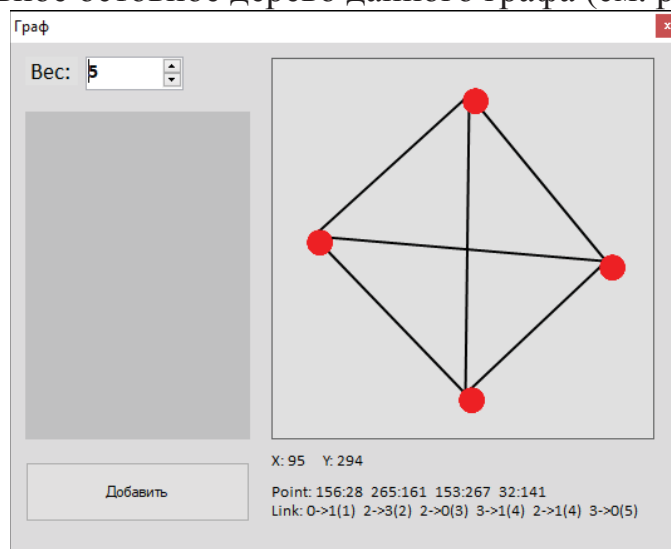 Граф
x
Вес: 5
X: 95 Y: 294
Добавить
Point: 156:28 265:161 153:267 32:141
Link: 0->1(1) 2->3(2) 2->0(3) 3->1(4) 2->1(4) 3->0(5)